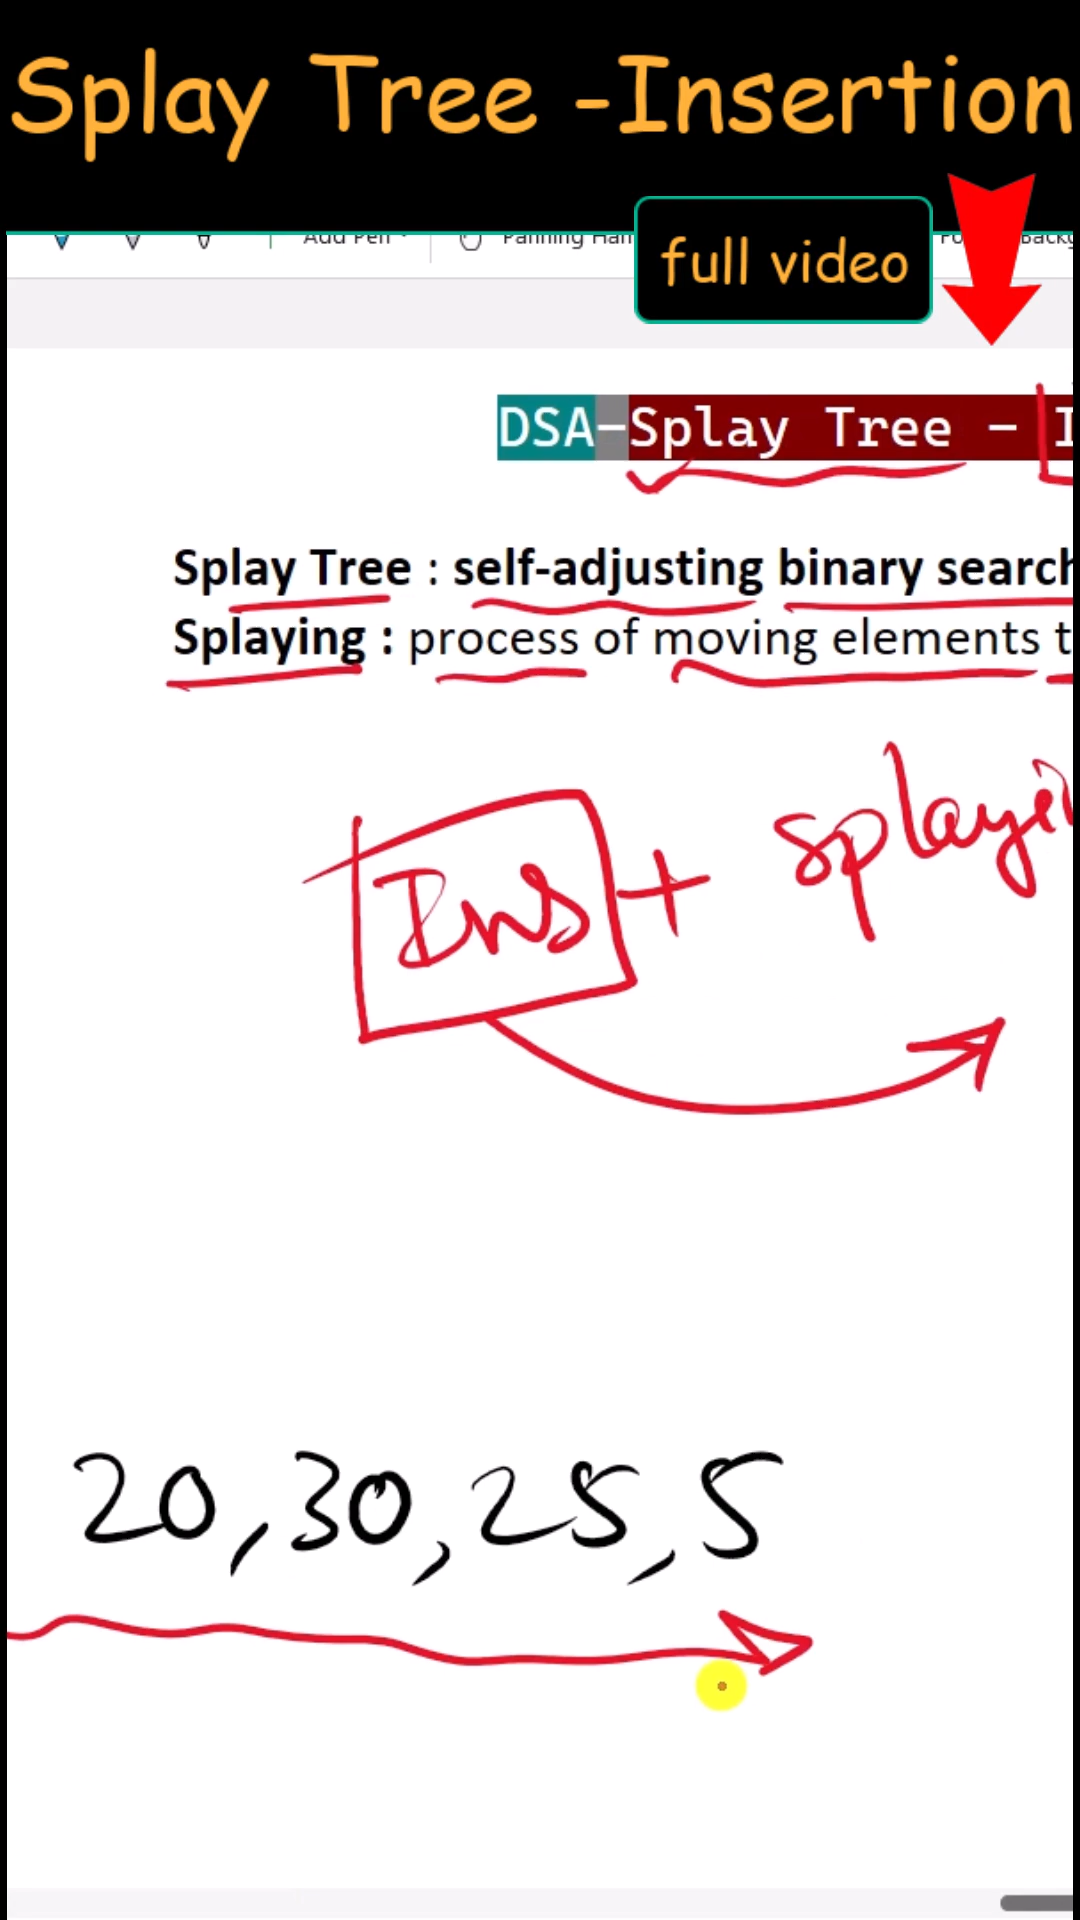 Splay Tree -Insertion
full video
DSA-Splay Tree -
Splay Tree : self-adjusting binary search
Splaying : process of moving elements
Ins + splayi
20, 30, 25, 5